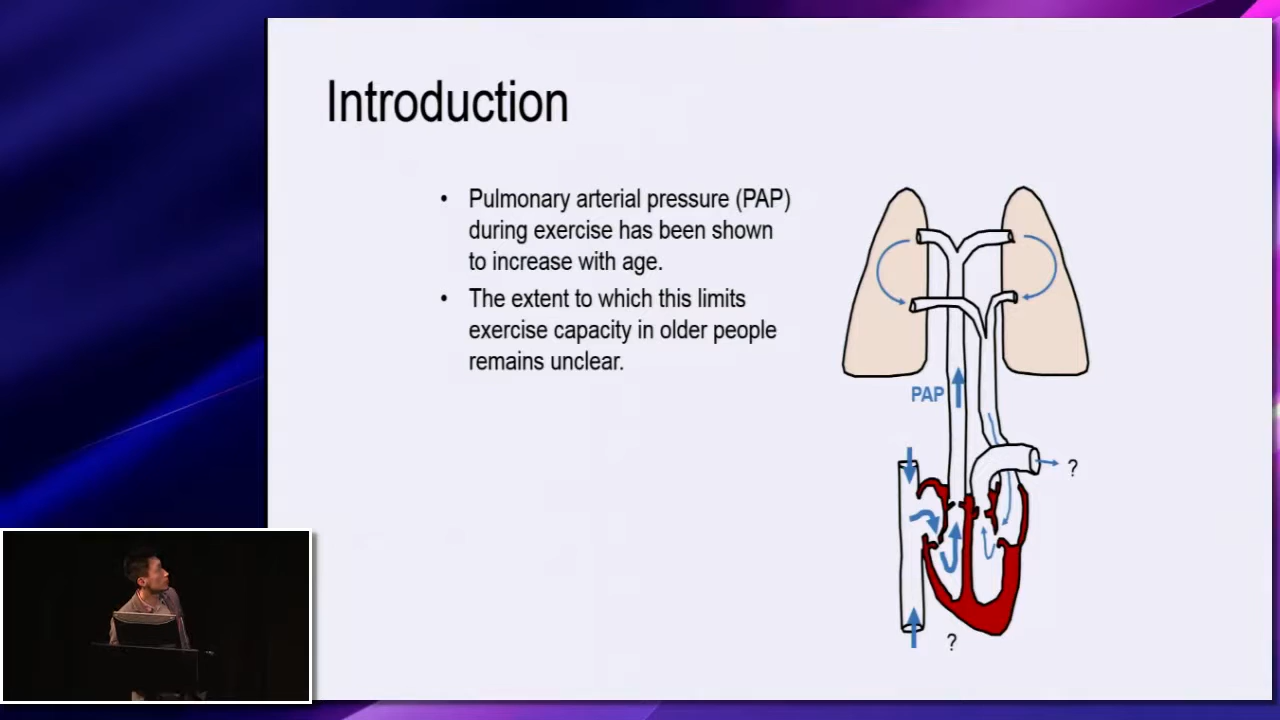 Introduction
• Pulmonary arterial pressure (PAP)
during exercise has been shown
to increase with age.
• The extent to which this limits
exercise capacity in older people
remains unclear.
PAP
?
?